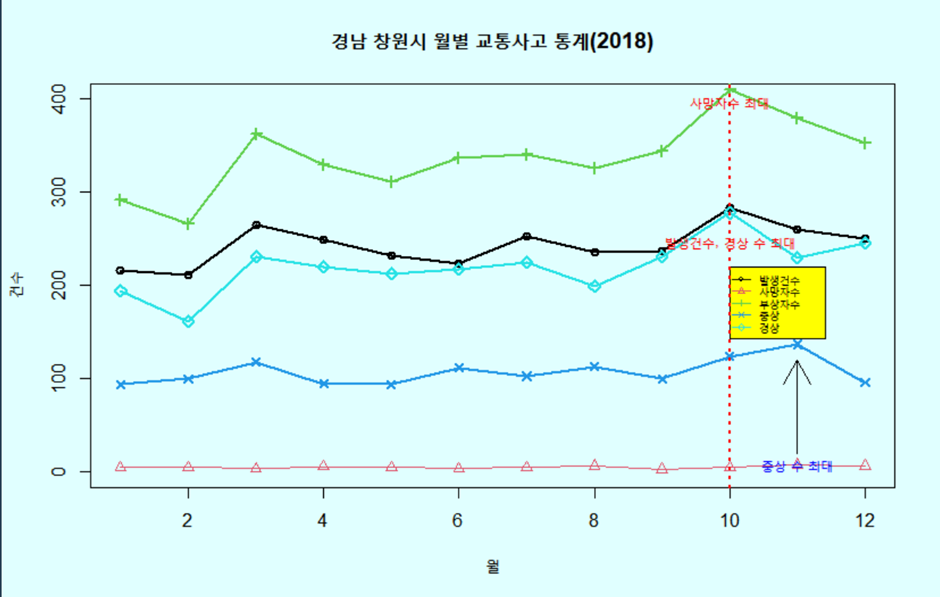 경남 창원시 월별 교통사고 통계(2018)
400
300
200
100
0
건수
사망자수 최대
발생건수, 경상 수 최대
발생건수
사망자수
부상자수
중상
경상
중상 수 최대
2
4
6
8
10
12
월